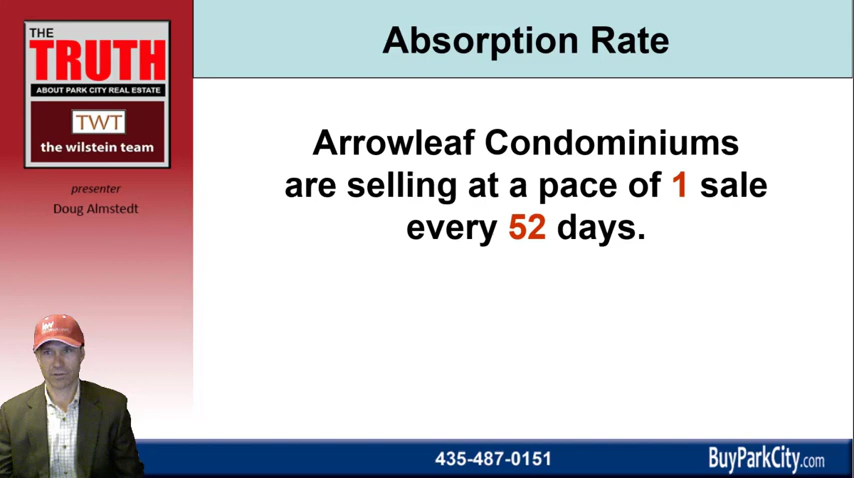 THE
TRUTH
ABOUT PARK CITY REAL ESTATE
TWT
the wilstein team
presenter
Doug Almstedt
Absorption Rate
Arrowleaf Condominiums
are selling at a pace of 1 sale
every 52 days.
435-487-0151
BuyParkCity.com